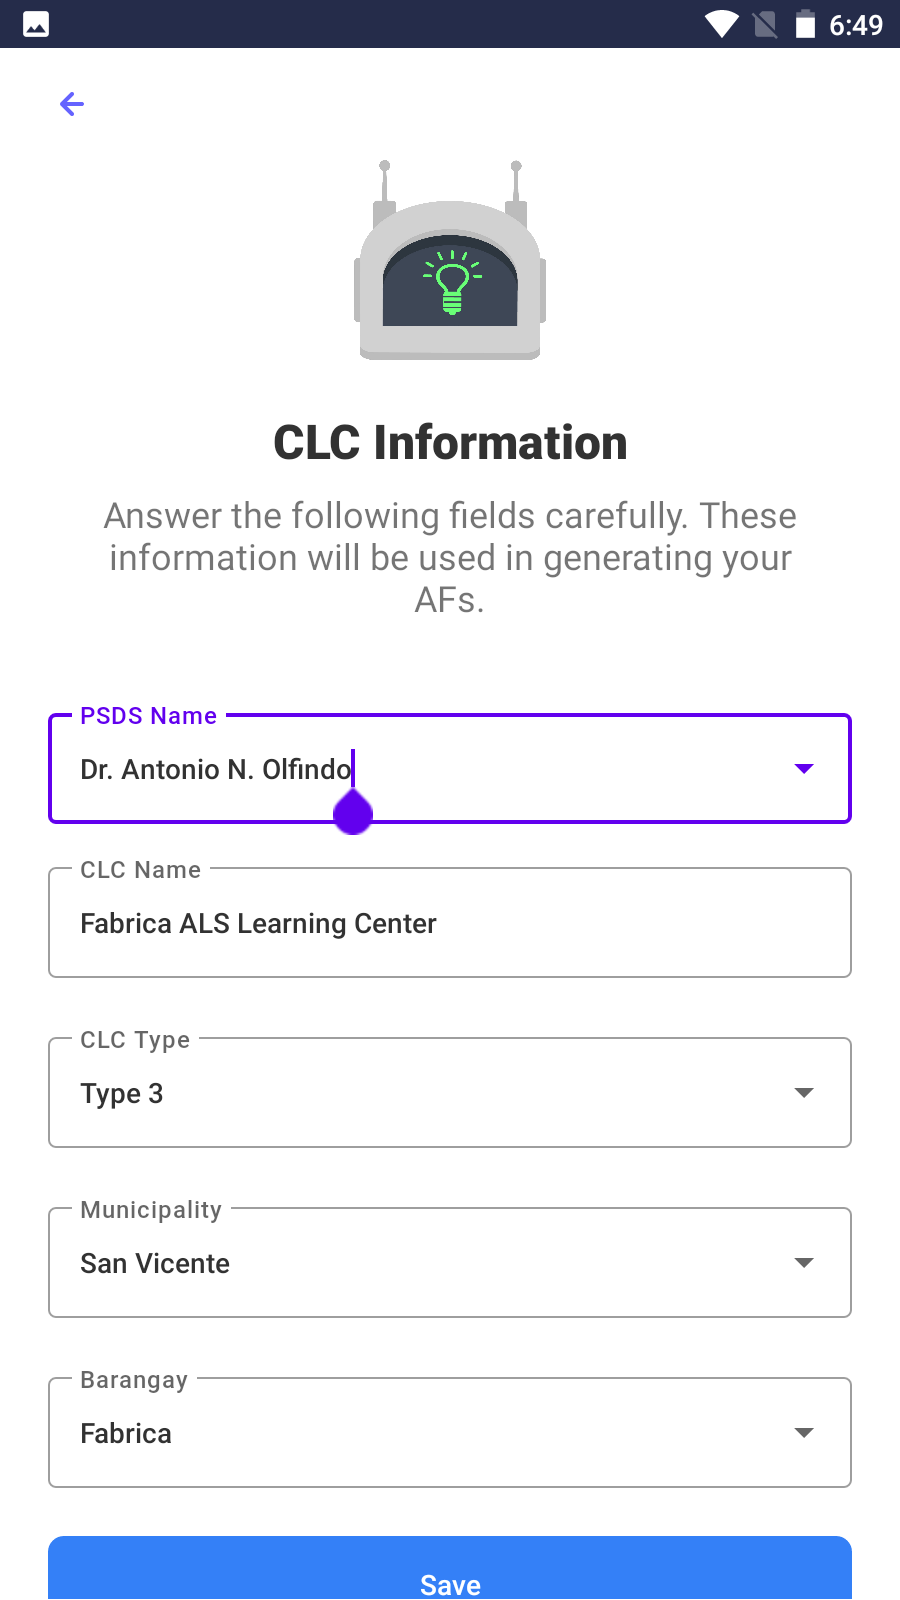 6:49
CLC Information
Answer the following fields carefully. These
information will be used in generating your
AFs.
PSDS Name
Dr. Antonio N. Olfindo
CLC Name
Fabrica ALS Learning Center
CLC Type
Type 3
Municipality
San Vicente
Barangay
Fabrica
Save